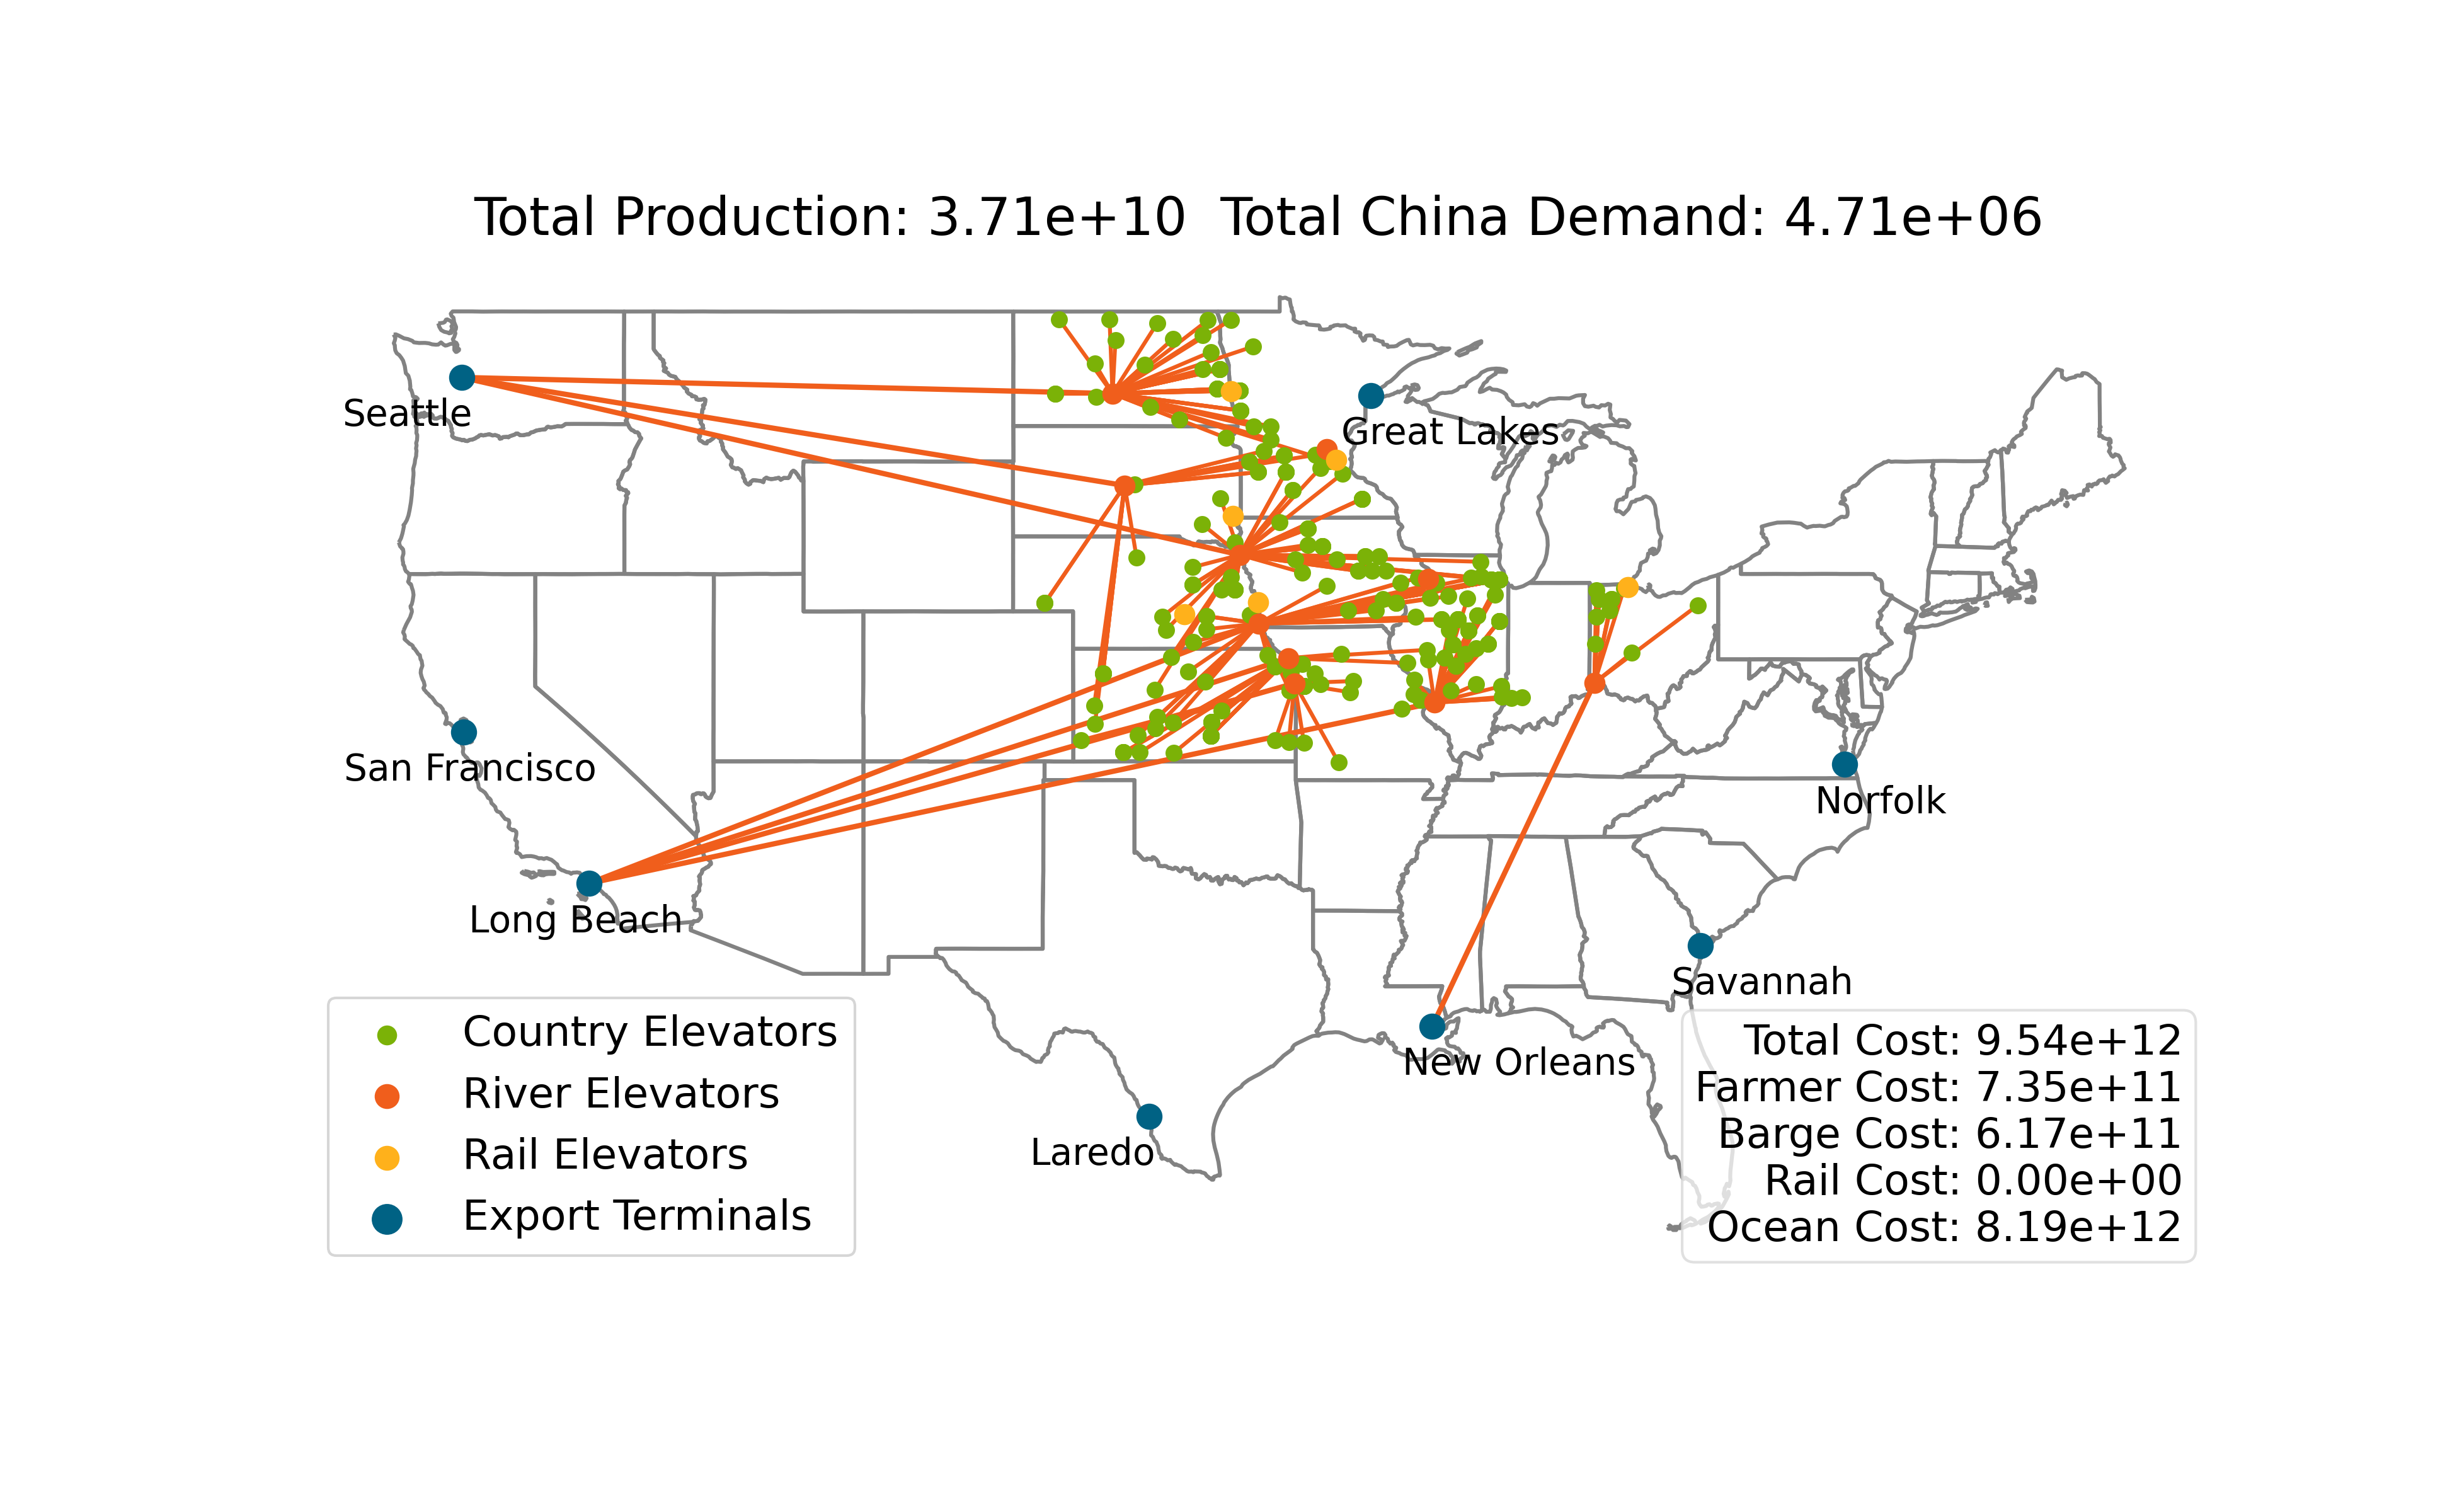 Total Production: 3.71e+10  Total China Demand: 4.71e+06
Seattle
Great Lakes
San Francisco
Norfolk
Long Beach
Savannah
New Orleans
Laredo
Country Elevators
River Elevators
Rail Elevators
Export Terminals
Total Cost: 9.54e+12
Farmer Cost: 7.35e+11
Barge Cost: 6.17e+11
Rail Cost: 0.00e+00
Ocean Cost: 8.19e+12